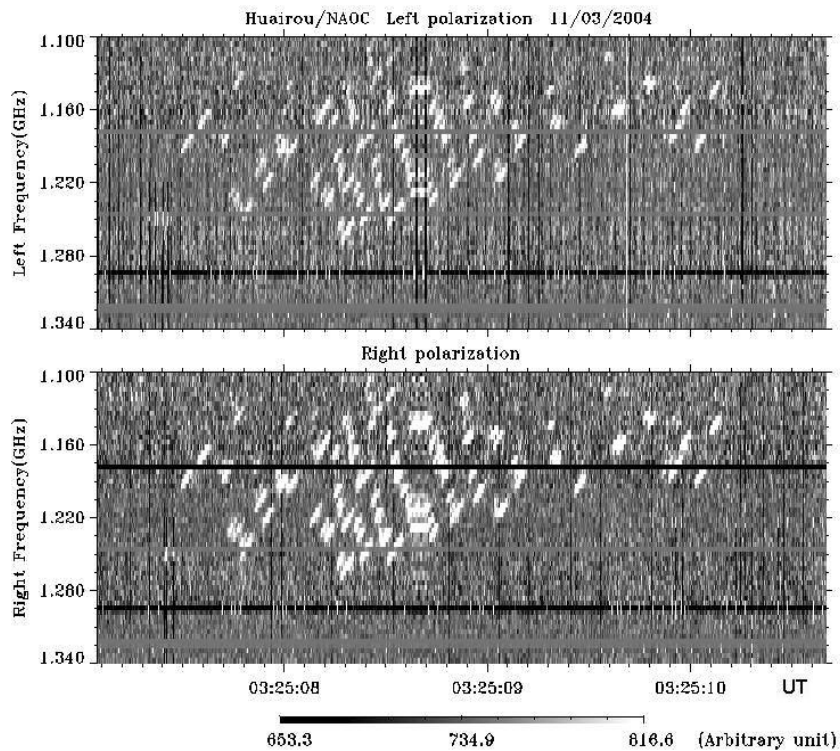 Huairou/NAOC Left polarization 11/03/2004
Left Frequency(GHz)
1.100
1.160
1.220
1.280
1.340
Right polarization
Right Frequency(GHz)
1.100
1.160
1.220
1.280
1.340
03:25:08 03:25:09 03:25:10 UT
653.3 734.9 816.6 (Arbitrary unit)